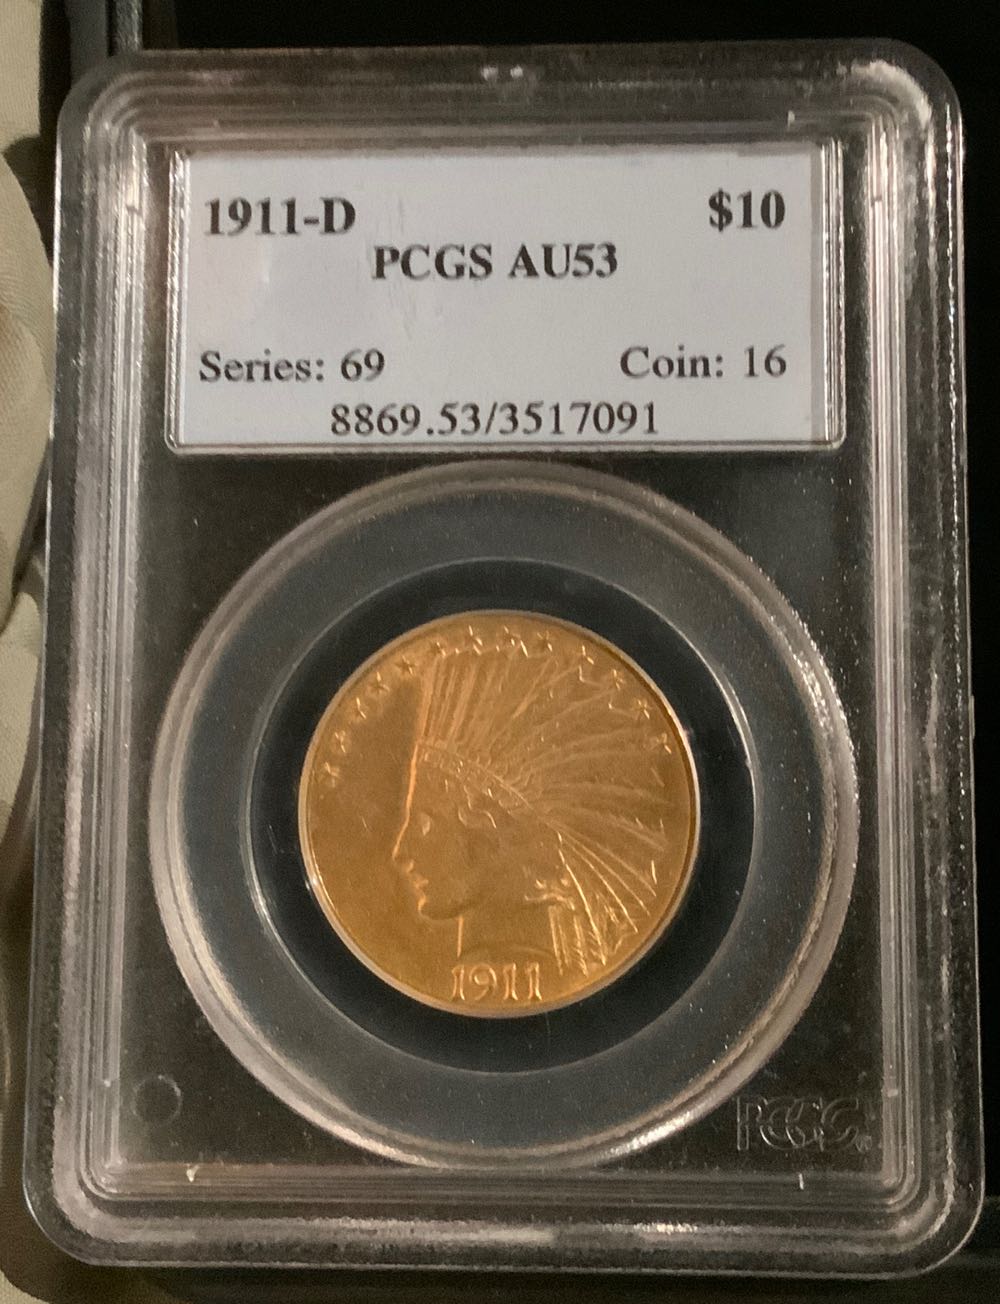 1911-D $10
PCGS AU53
Series: 69 Coin: 16
8869.53/3517091
1911
PCGS